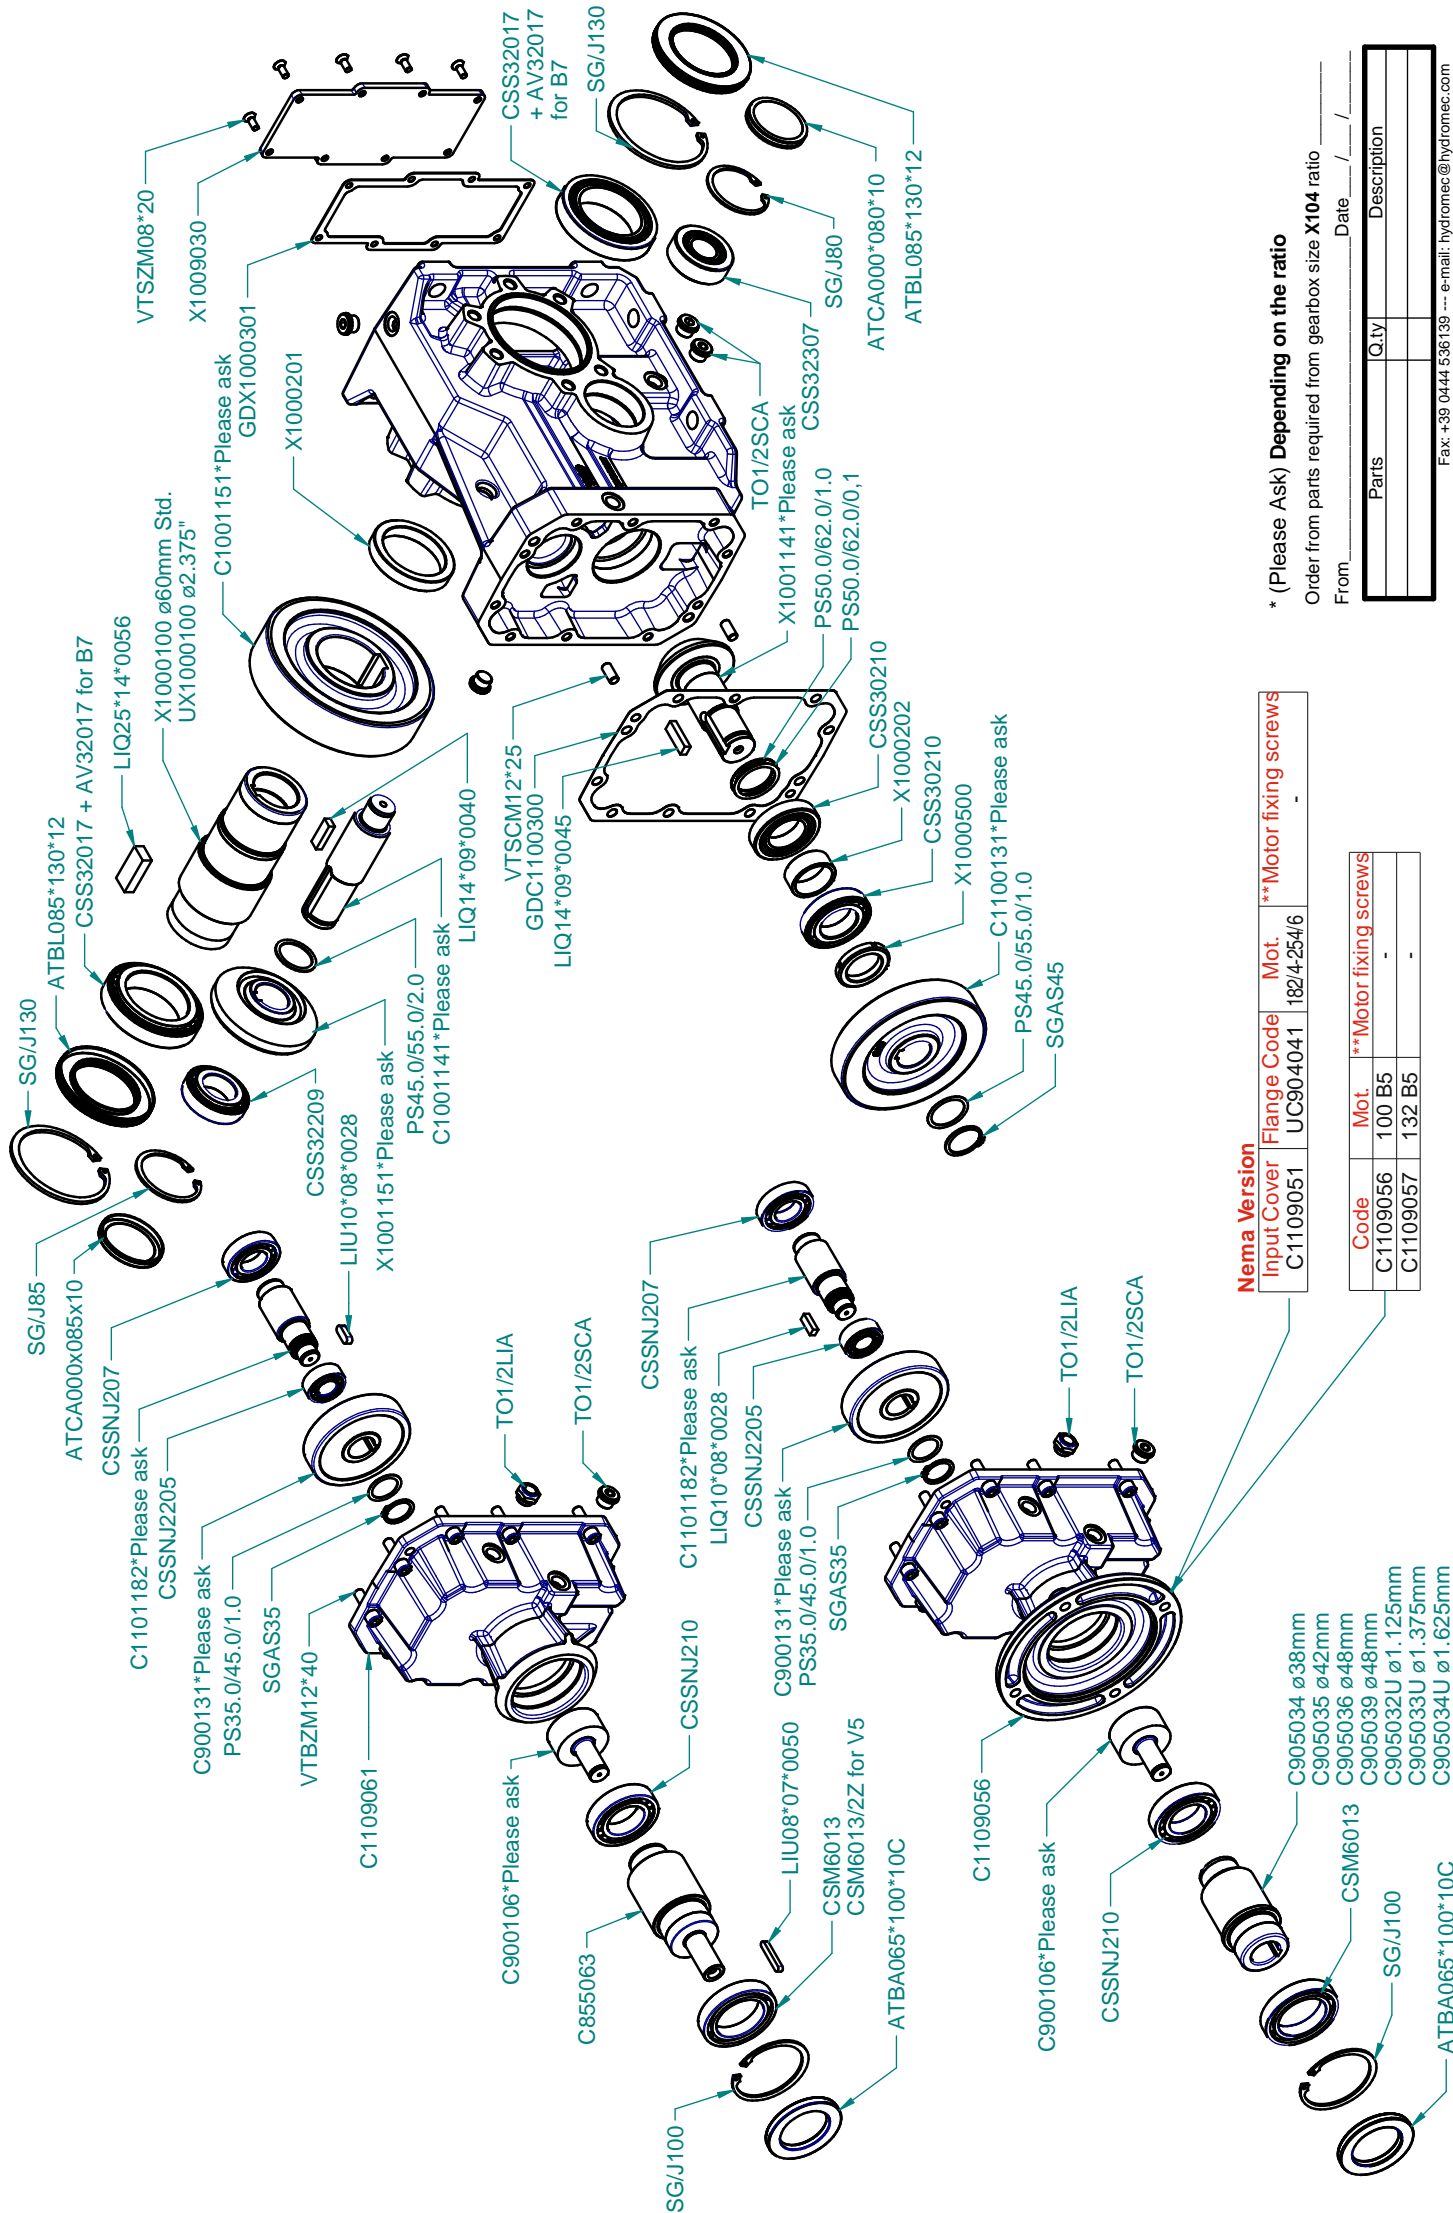 SG/J130
ATBL085*130*12
CSS32017 + AV32017 for B7
LIQ25*14*0056
X1000100 ø60mm Std.
UX1000100 ø2.375"
C1001151*Please ask
GDX1000301
X1009030
VTSZM08*20
X1000201
CSS32017
+ AV32017
for B7
SG/J130
SG/J80
ATCA000*080*10
ATBL085*130*12
CSS32307
TO1/2SCA
X1001141*Please ask
PS50.0/62.0/1.0
PS50.0/62.0/0,1
CSS30210
X1000202
CSS30210
X1000500
C1100131*Please ask
PS45.0/55.0/1.0
SGAS45
VTSCM12*25
GDC1100300
LIQ14*09*0045
LIQ14*09*0040
C1001141*Please ask
PS45.0/55.0/2.0
X1001151*Please ask
CSS32209
LIU10*08*0028
SG/J85
ATCA000x085x10
CSSNJ207
C1101182*Please ask
CSSNJ2205
C900131*Please ask
PS35.0/45.0/1.0
SGAS35
VTBZM12*40
C1109061
TO1/2LIA
TO1/2SCA
C900106*Please ask
CSSNJ210
C855063
LIU08*07*0050
CSM6013
CSM6013/2Z for V5
ATBA065*100*10C
SG/J100
CSSNJ207
C1101182*Please ask
LIQ10*08*0028
CSSNJ2205
C900131*Please ask
PS35.0/45.0/1.0
SGAS35
TO1/2LIA
TO1/2SCA
C1109056
C900106*Please ask
CSSNJ210
C905034 ø38mm
C905035 ø42mm
C905036 ø48mm
C905039 ø48mm
C905032U ø1.125mm
C905033U ø1.375mm
C905034U ø1.625mm
CSM6013
SG/J100
ATBA065*100*10C
Nema Version
Input Cover Flange Code Mot. **Motor fixing screws
C1109051 UC904041 182/4-254/6 -
Code Mot. **Motor fixing screws
C1109056 100 B5 -
C1109057 132 B5 -
* (Please Ask) Depending on the ratio
Order from parts required from gearbox size X104 ratio ______
From____________________ Date ____ /____ /______
Parts Q.ty Description
Fax: +39 0444 536139 --- e-mail: hydromec@hydromec.com